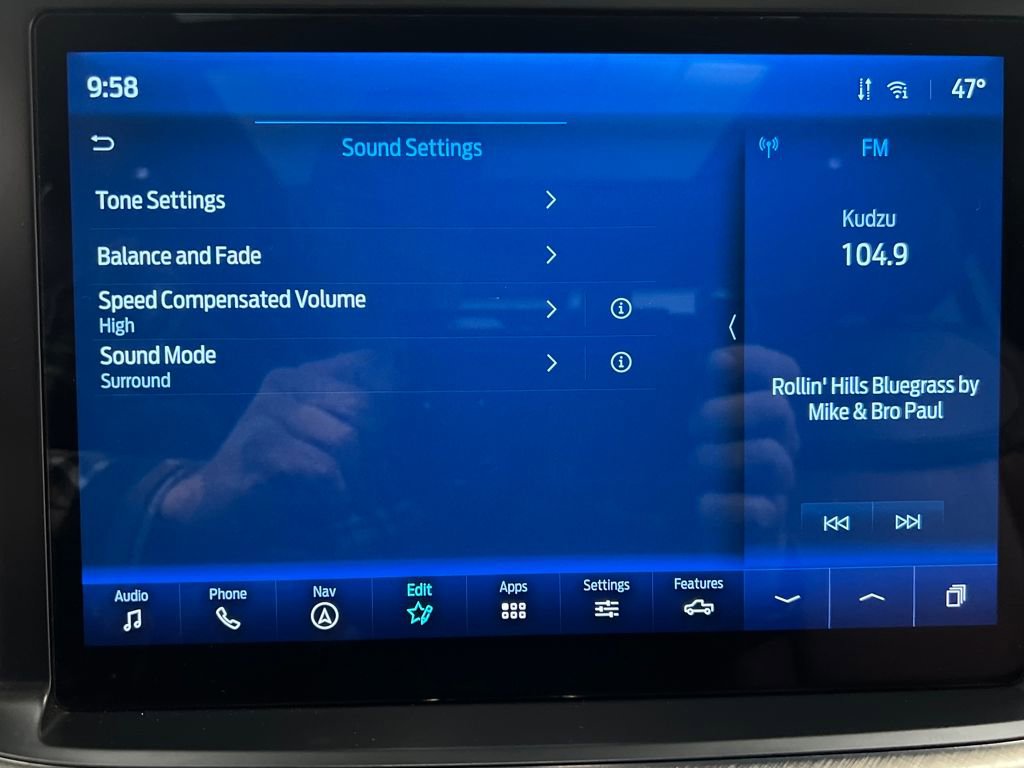 9:58
47°
Sound Settings
FM
Tone Settings
Kudzu
104.9
Balance and Fade
Speed Compensated Volume
High
Sound Mode
Surround
Rollin' Hills Bluegrass by
Mike & Bro Paul
Audio
Phone
Nav
Edit
Apps
Settings
Features